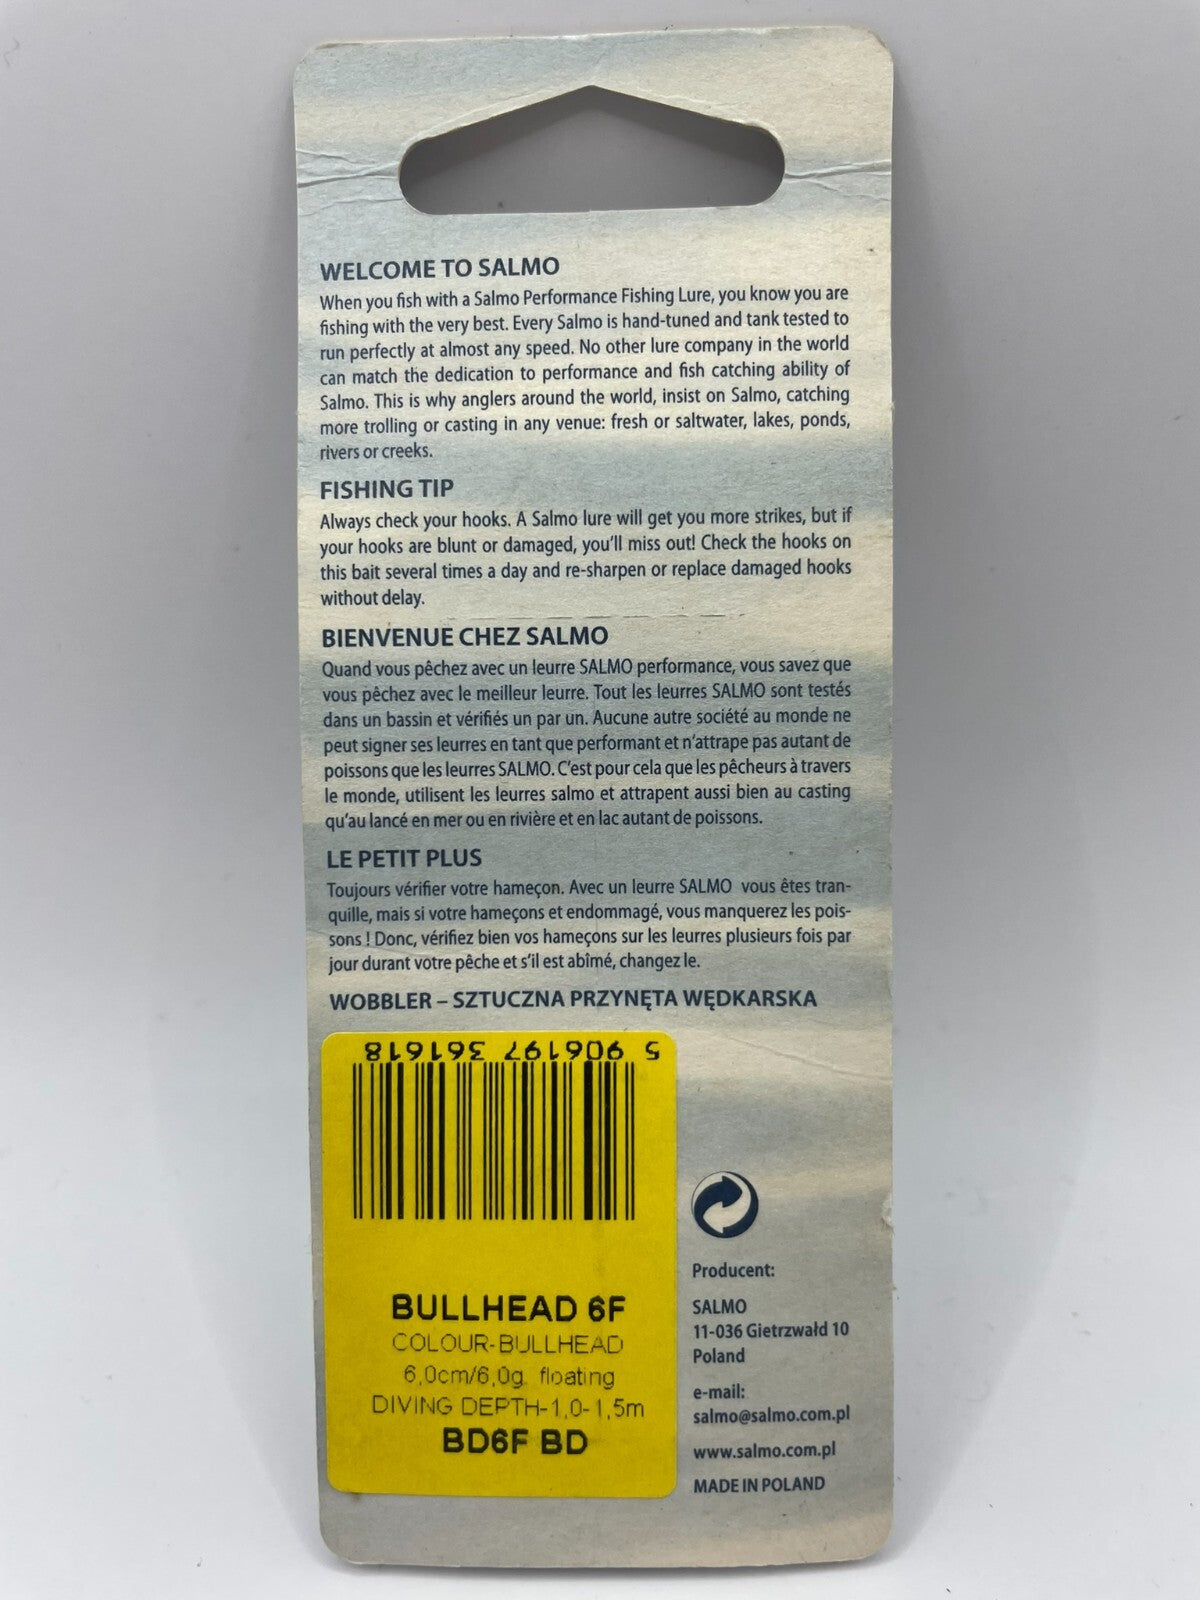 WELCOME TO SALMO
When you fish with a Salmo Performance Fishing Lure, you know you are
fishing with the very best. Every Salmo is hand-tuned and tank tested to
run perfectly at almost any speed. No other lure company in the world
can match the dedication to performance and fish catching ability of
Salmo. This is why anglers around the world, insist on Salmo, catching
more trolling or casting in any venue: fresh or saltwater, lakes, ponds,
rivers or creeks.
FISHING TIP
Always check your hooks. A Salmo lure will get you more strikes, but if
your hooks are blunt or damaged, you'll miss out! Check the hooks on
this bait several times a day and re-sharpen or replace damaged hooks
without delay.
BIENVENUE CHEZ SALMO
Quand vous pêchez avec un leurre SALMO performance, vous savez que
vous pêchez avec le meilleur leurre. Tout les leurres SALMO sont testés
dans un bassin et vérifiés un par un. Aucune autre société au monde ne
peut signer ses leurres en tant que performant et n'attrape pas autant de
poissons que les leurres SALMO. C'est pour cela que les pêcheurs à travers
le monde, utilisent les leurres salmo et attrapent aussi bien au casting
qu'au lancé en mer ou en rivière et en lac autant de poissons.
LE PETIT PLUS
Toujours vérifier votre hameçon. Avec un leurre SALMO vous êtes tran-
quille, mais si votre hameçons et endommagé, vous manquerez les pois-
sons ! Donc, vérifiez bien vos hameçons sur les leurres plusieurs fois par
jour durant votre pêche et s'il est abîmé, changez le.
WOBBLER – SZTUCZNA PRZYNĘTA WĘDKARSKA
5 906197 361618
BULLHEAD 6F
COLOUR-BULLHEAD
6,0cm/6,0g floating
DIVING DEPTH-1,0-1,5m
BD6F BD
Producent:
SALMO
11-036 Gietrzwałd 10
Poland
e-mail:
salmo@salmo.com.pl
www.salmo.com.pl
MADE IN POLAND